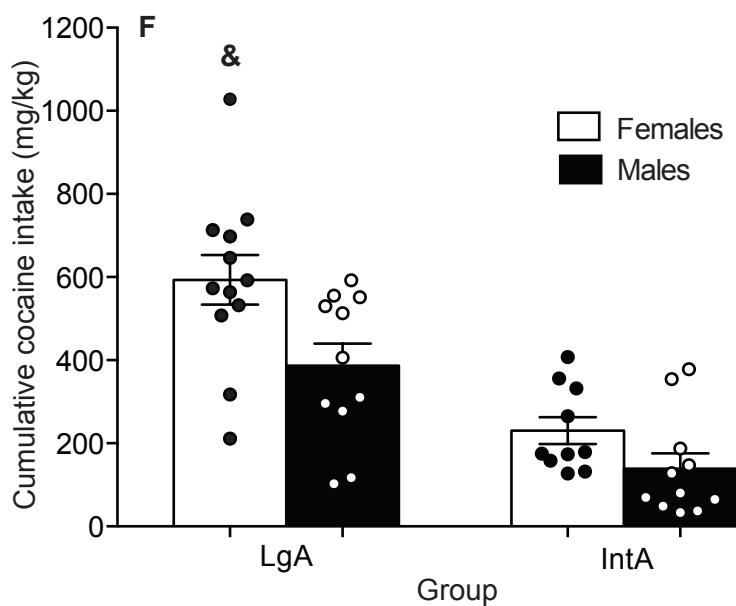 F
&
1200
1000
800
600
400
200
0
Cumulative cocaine intake (mg/kg)
Females
Males
LgA
IntA
Group